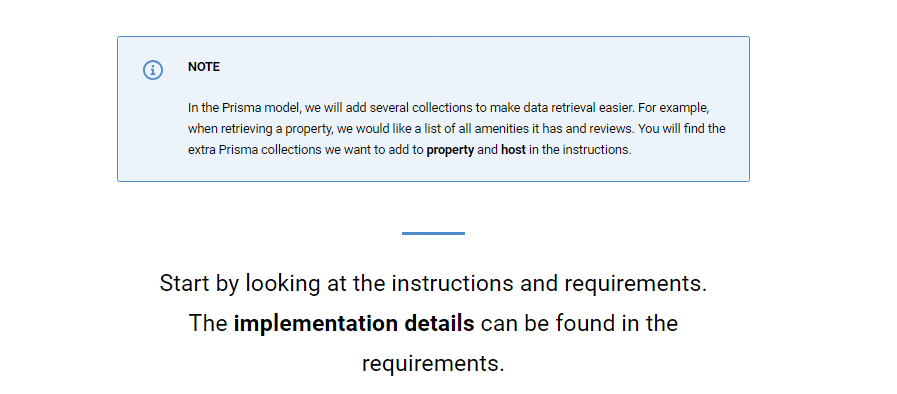 NOTE
In the Prisma model, we will add several collections to make data retrieval easier. For example,
when retrieving a property, we would like a list of all amenities it has and reviews. You will find the
extra Prisma collections we want to add to property and host in the instructions.
Start by looking at the instructions and requirements.
The implementation details can be found in the
requirements.